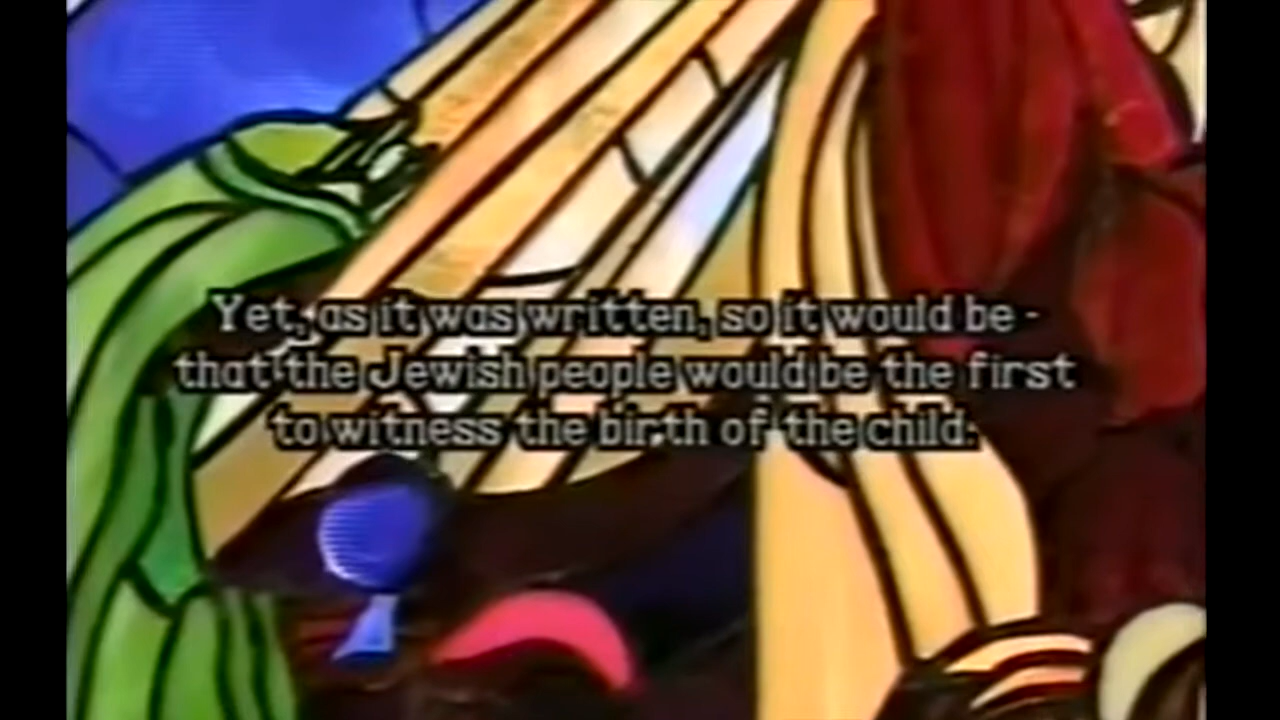 Yet, as it was written, so it would be -
that the Jewish people would be the first
to witness the birth of the child.